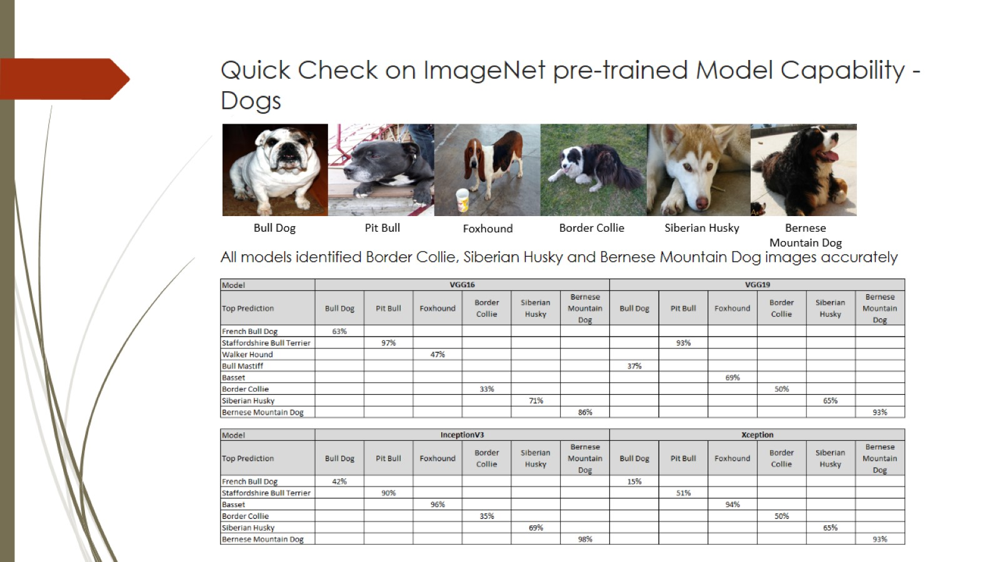 Quick Check on ImageNet pre-trained Model Capability -
Dogs
Bull Dog Pit Bull Foxhound Border Collie Siberian Husky Bernese
Mountain Dog
All models identified Border Collie, Siberian Husky and Bernese Mountain Dog images accurately
Model VGG16 VGG19
Top Prediction Bull Dog Pit Bull Foxhound Border Collie Siberian Husky Bernese Mountain Dog Bull Dog Pit Bull Foxhound Border Collie Siberian Husky Bernese Mountain Dog
French Bull Dog 63%
Staffordshire Bull Terrier 97% 93%
Walker Hound 47%
Bull Mastiff 37%
Basset 69%
Border Collie 33% 50%
Siberian Husky 71% 65%
Bernese Mountain Dog 86% 93%
Model InceptionV3 Xception
Top Prediction Bull Dog Pit Bull Foxhound Border Collie Siberian Husky Bernese Mountain Dog Bull Dog Pit Bull Foxhound Border Collie Siberian Husky Bernese Mountain Dog
French Bull Dog 42% 15%
Staffordshire Bull Terrier 90% 51%
Basset 96% 94%
Border Collie 35% 50%
Siberian Husky 69% 65%
Bernese Mountain Dog 98% 93%